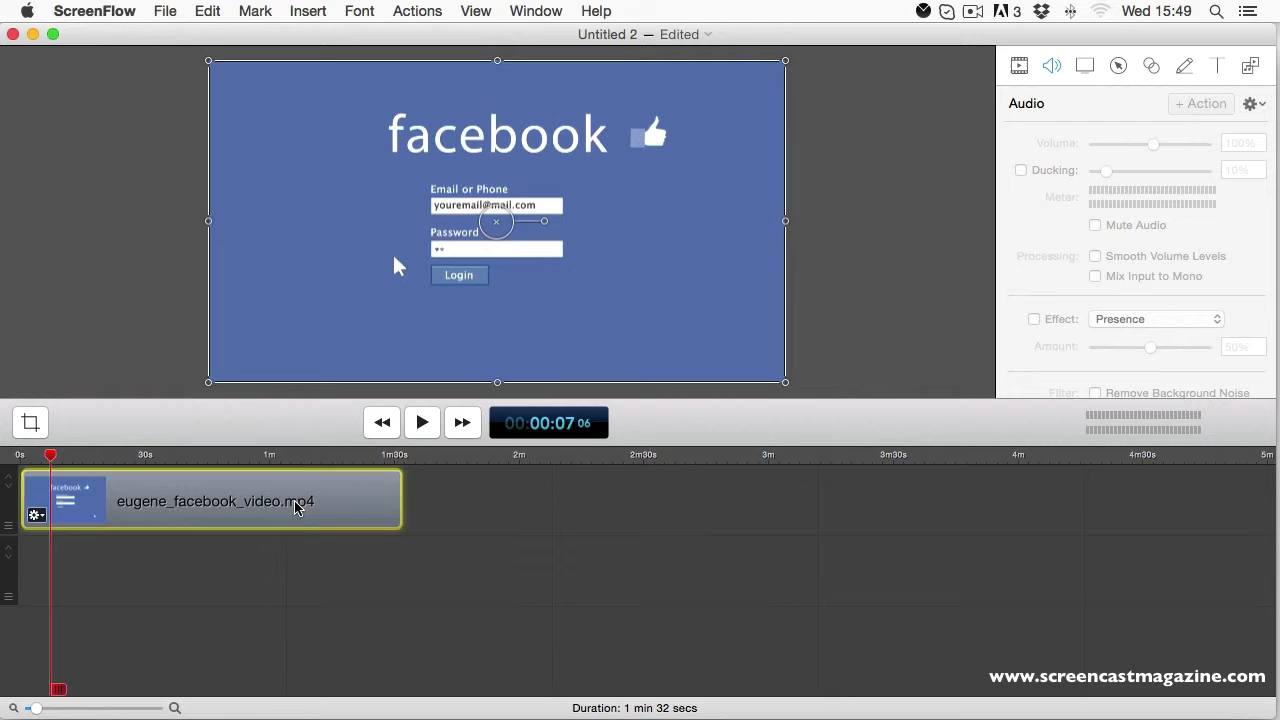 ScreenFlow File Edit Mark Insert Font Actions View Window Help 3 Wed 15:49
Untitled 2 — Edited
facebook
Email or Phone
youremail@mail.com
Password
**
Login
Audio + Action
Volume: 100%
Ducking: 10%
Meter:
Mute Audio
Processing: Smooth Volume Levels
Mix Input to Mono
Effect: Presence
Amount: 50%
Filter: Remove Background Noise
00:00:07 06
0s 30s 1m 1m30s 2m 2m30s 3m 3m30s 4m 4m30s 5m
facebook
eugene_facebook_video.mp4
www.screencastmagazine.com
Duration: 1 min 32 secs